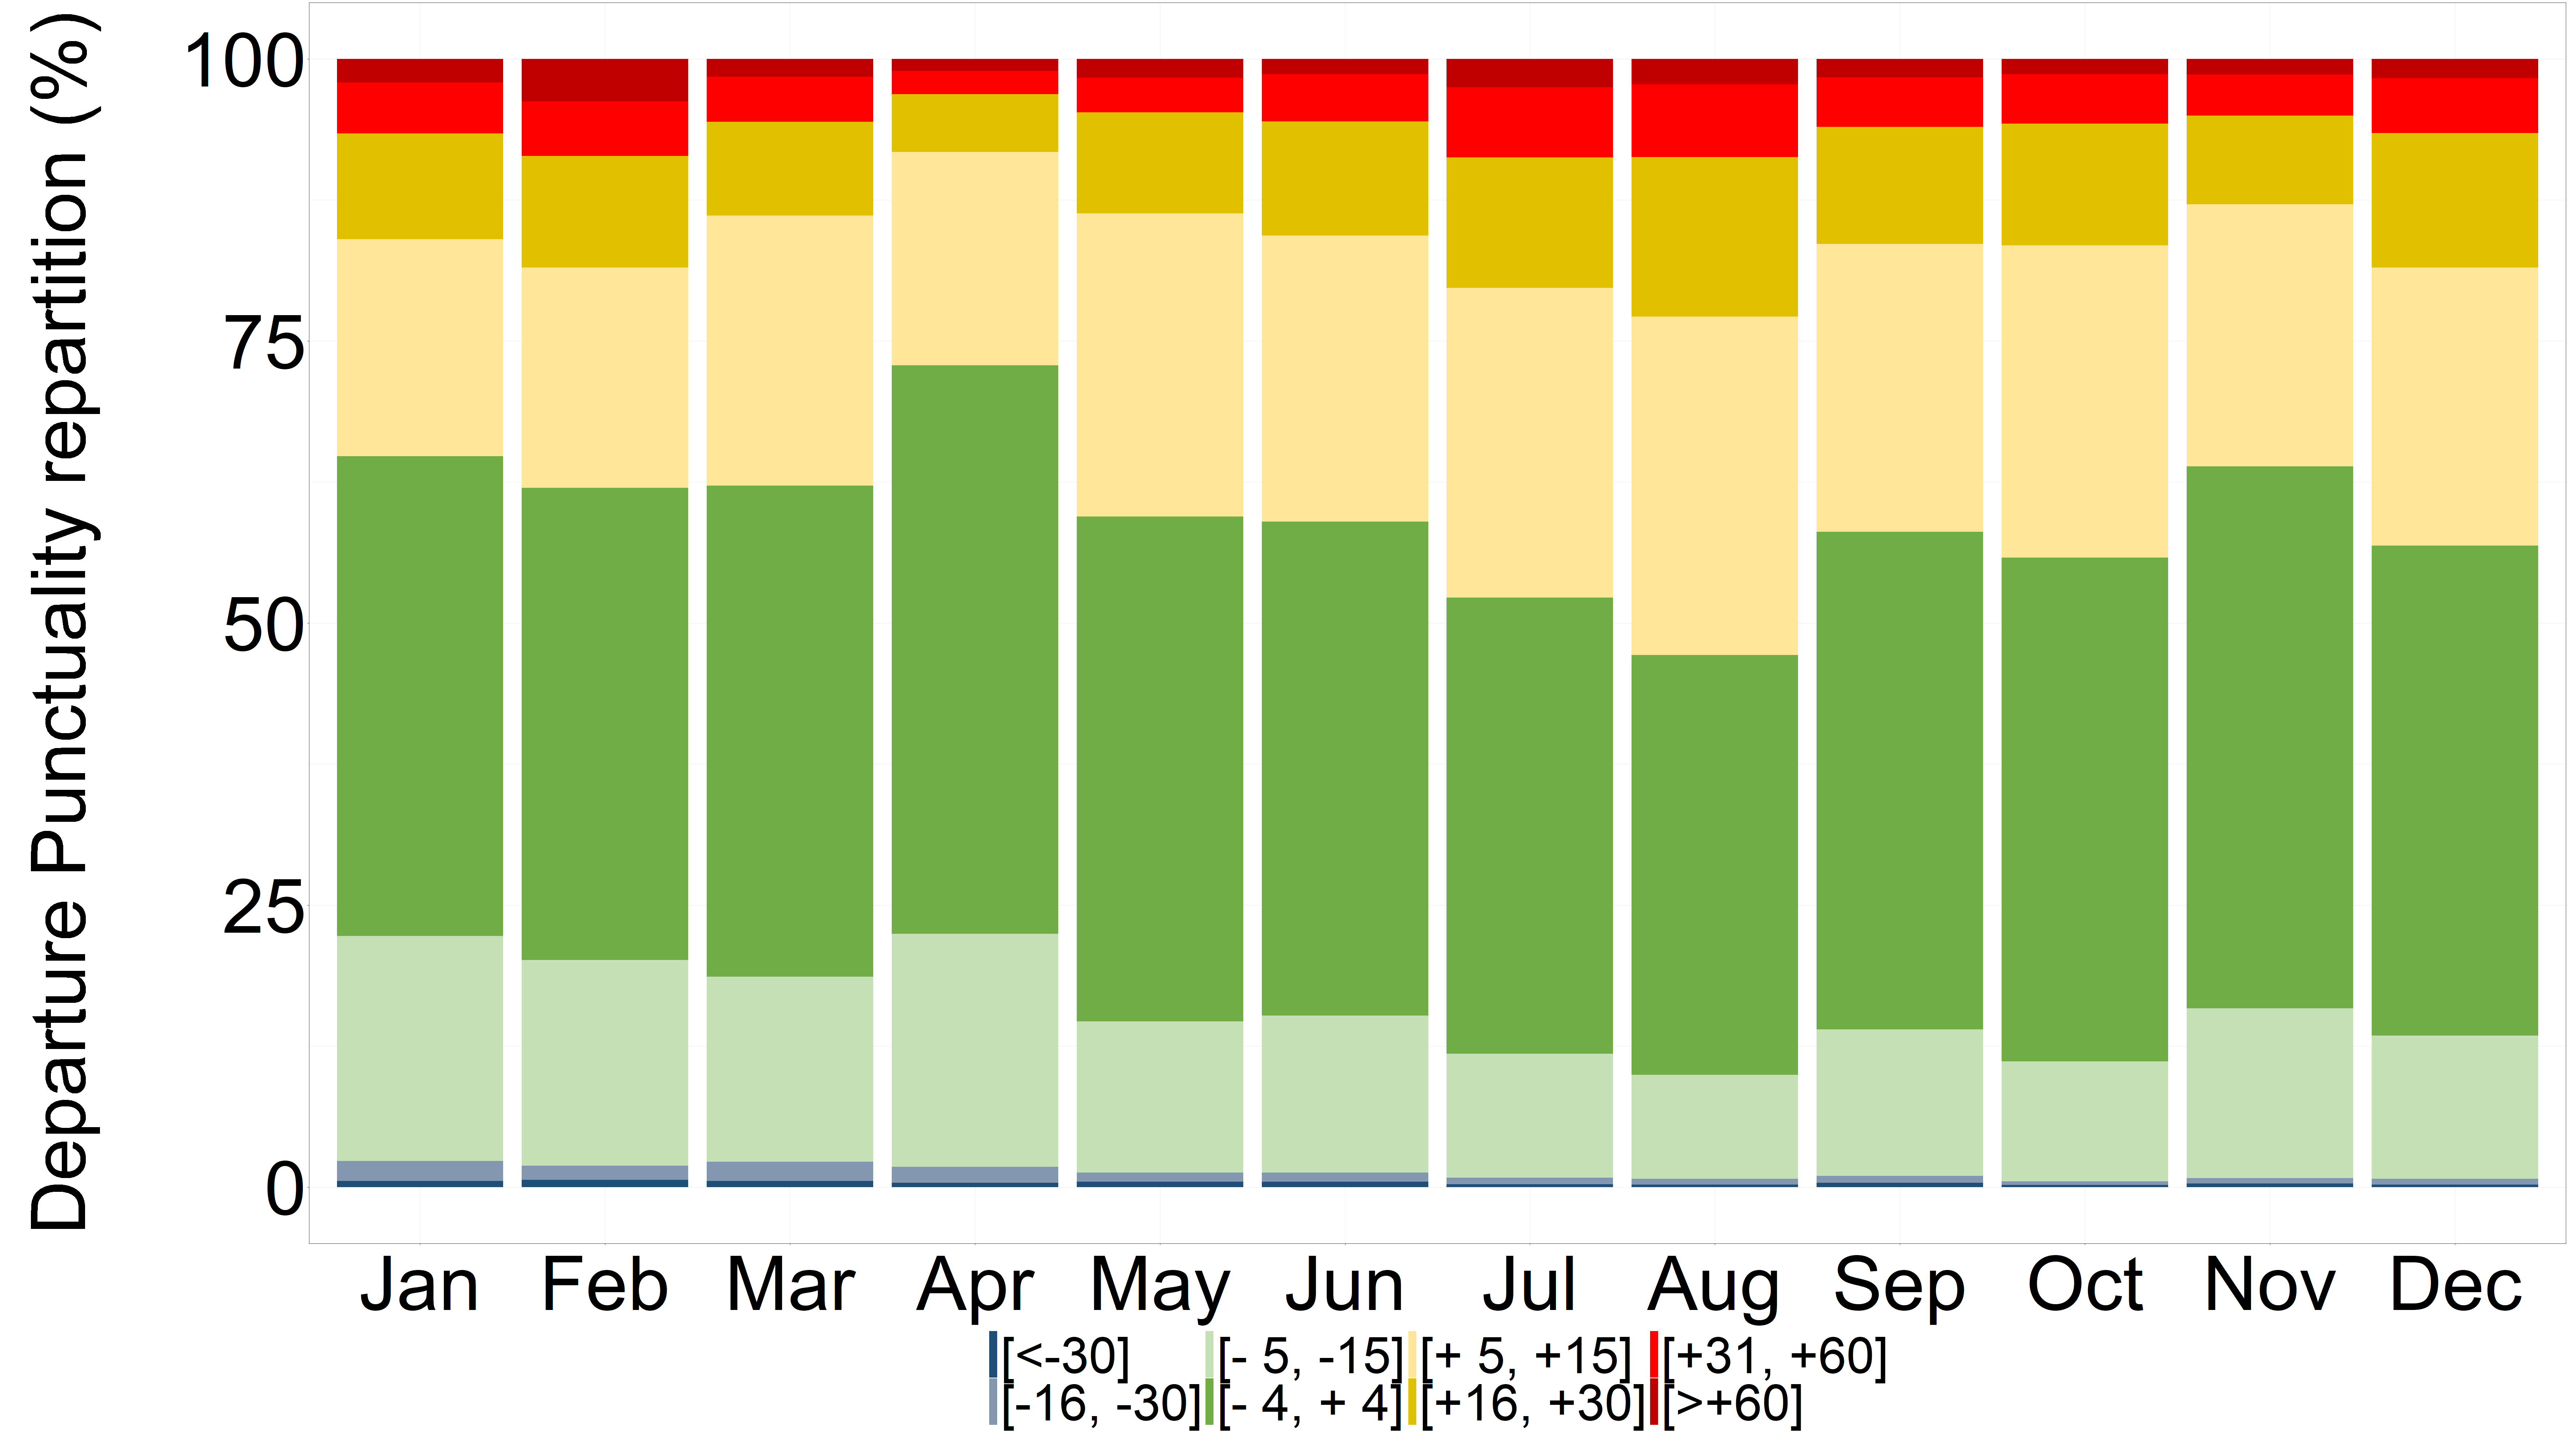 Departure Punctuality repartition (%)
100
75
50
25
0
Jan Feb Mar Apr May Jun Jul Aug Sep Oct Nov Dec
[<-30] [- 5, -15] [+ 5, +15] [+31, +60]
[-16, -30] [- 4, + 4] [+16, +30] [>+60]